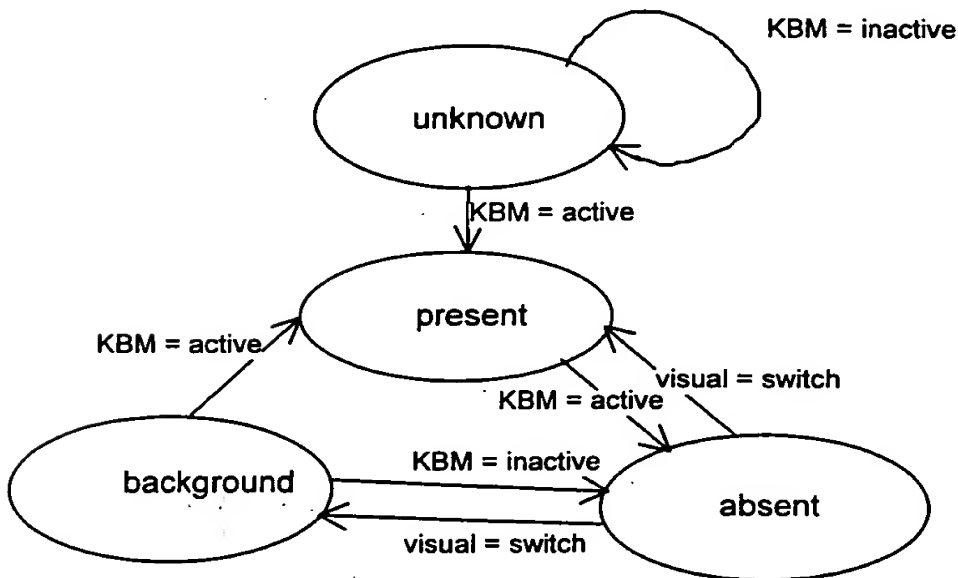 KBM = inactive
unknown
KBM = active
present
KBM = active
visual = switch
KBM = active
KBM = inactive
background
absent
visual = switch